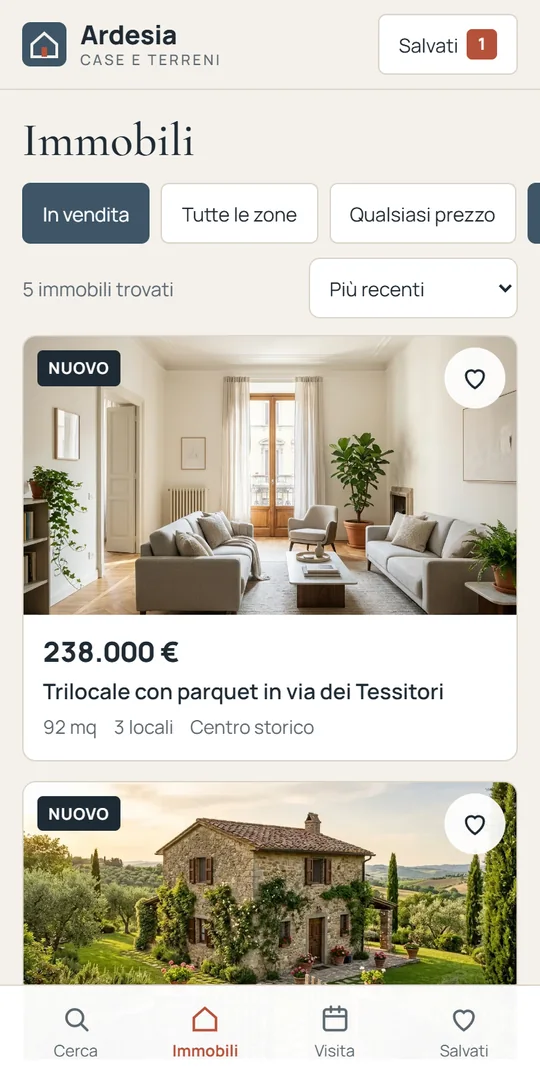 Ardesia
CASE E TERRENI
Salvati 1
Immobili
In vendita
Tutte le zone
Qualsiasi prezzo
5 immobili trovati
Più recenti
NUOVO
238.000 €
Trilocale con parquet in via dei Tessitori
92 mq 3 locali Centro storico
NUOVO
Cerca
Immobili
Visita
Salvati